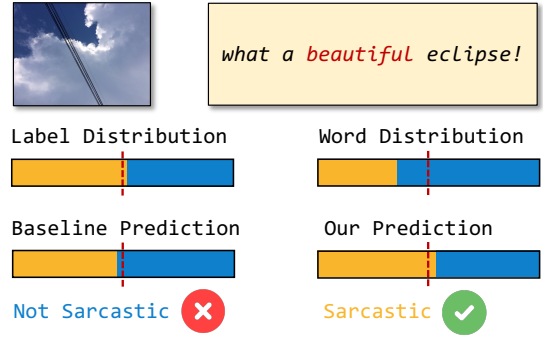 what a beautiful eclipse!
Label Distribution
Word Distribution
Baseline Prediction
Our Prediction
Not Sarcastic
Sarcastic